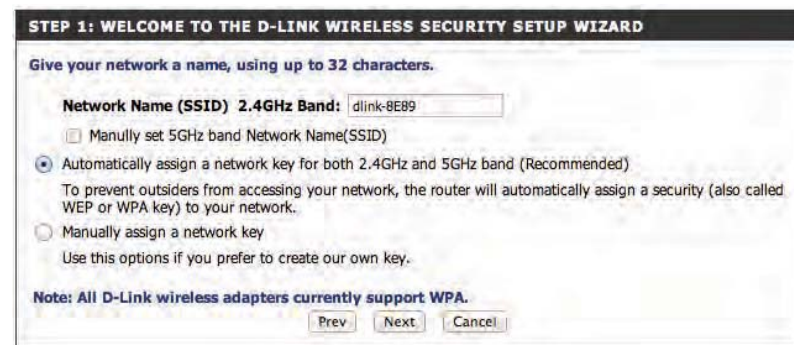 STEP 1: WELCOME TO THE D-LINK WIRELESS SECURITY SETUP WIZARD
Give your network a name, using up to 32 characters.
Network Name (SSID) 2.4GHz Band: dlink-8E89
Manully set 5GHz band Network Name(SSID)
Automatically assign a network key for both 2.4GHz and 5GHz band (Recommended)
To prevent outsiders from accessing your network, the router will automatically assign a security (also called
WEP or WPA key) to your network.
Manually assign a network key
Use this options if you prefer to create our own key.
Note: All D-Link wireless adapters currently support WPA.
Prev Next Cancel